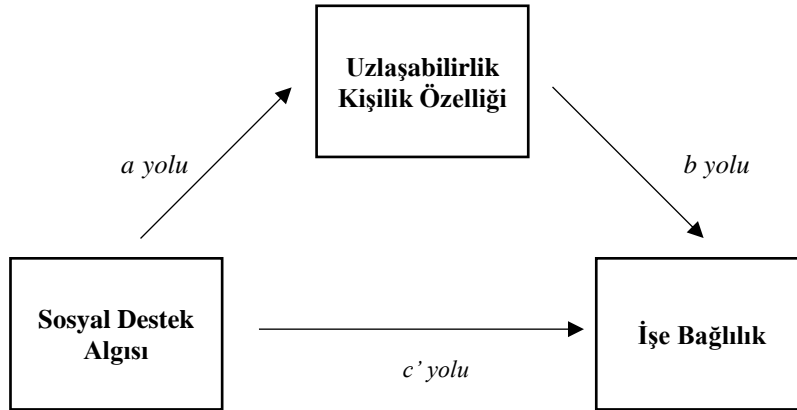 Uzlaşabilirlik
Kişilik Özelliği
a yolu
b yolu
Sosyal Destek
Algısı
İşe Bağlılık
c’ yolu